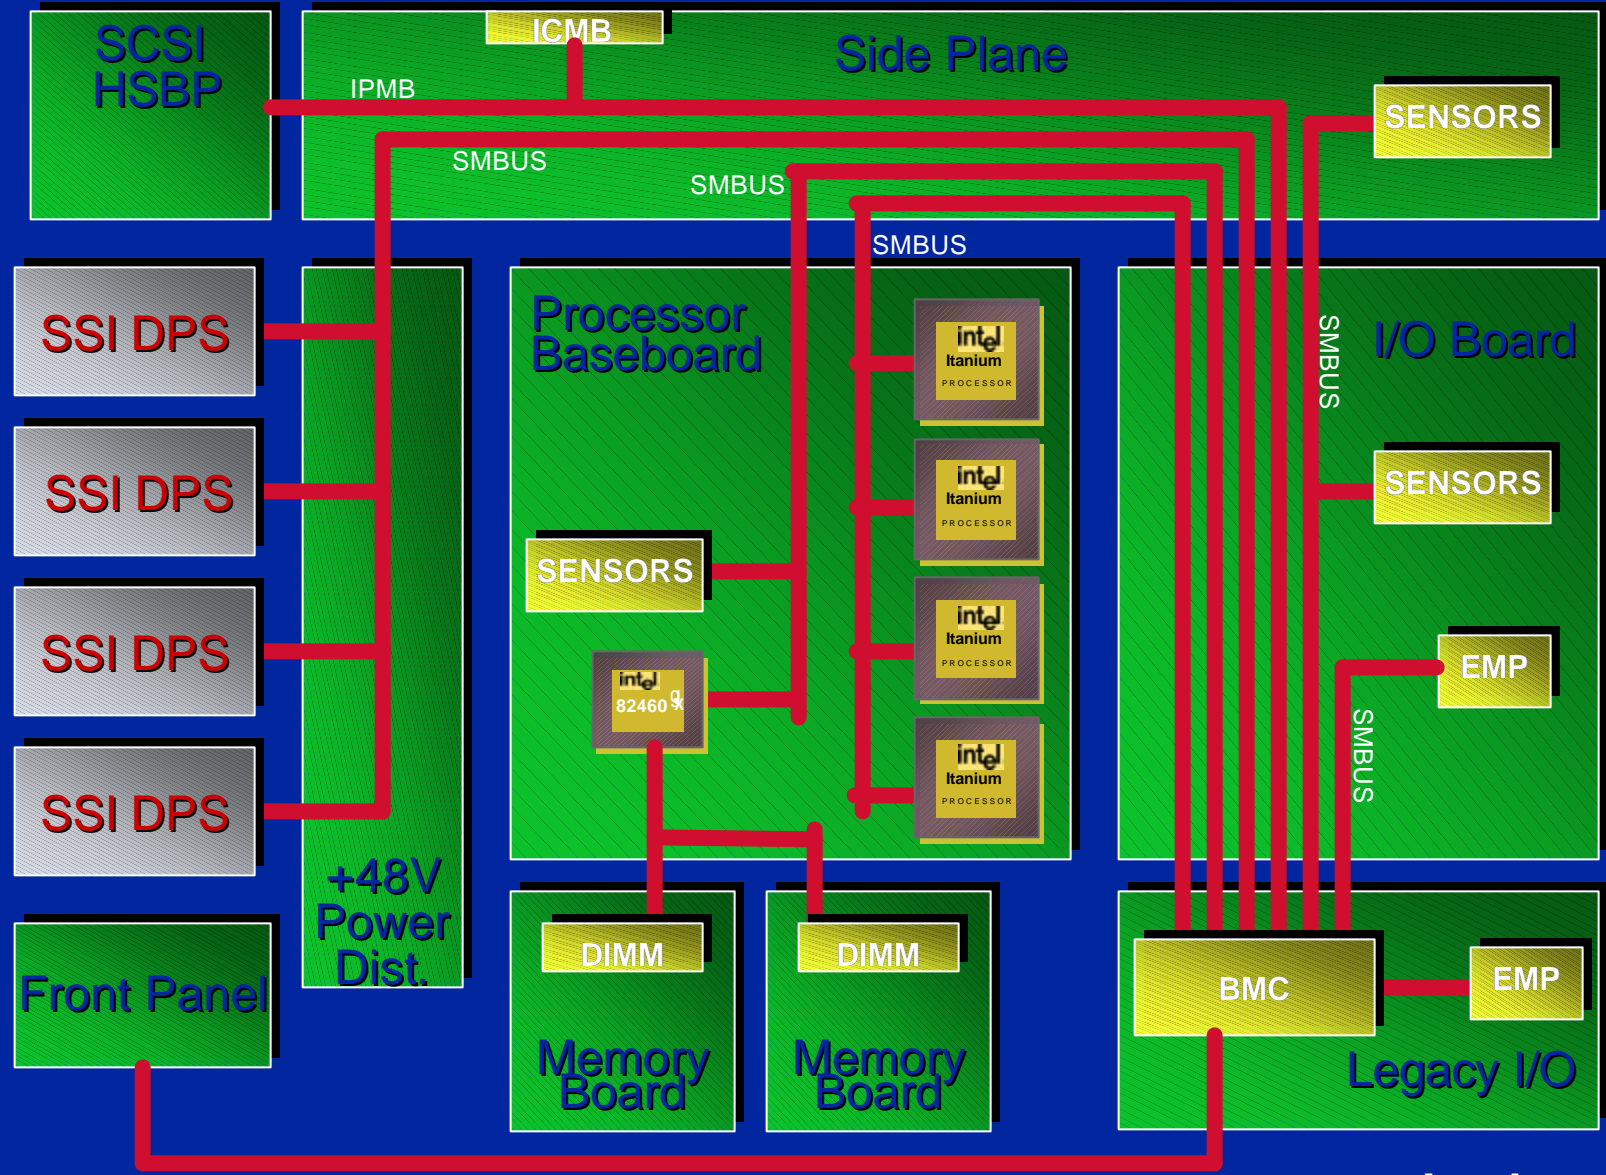 SCSI
HSBP
ICMB
Side Plane
IPMB
SENSORS
SMBUS
SMBUS
SMBUS
SSI DPS
SSI DPS
SSI DPS
SSI DPS
+48V
Power
Dist.
Front Panel
Processor
Baseboard
intel
Itanium
PROCESSOR
intel
Itanium
PROCESSOR
intel
Itanium
PROCESSOR
intel
Itanium
PROCESSOR
SENSORS
intel
82460
gx
SMBUS
I/O Board
SENSORS
EMP
SMBUS
DIMM
Memory
Board
DIMM
Memory
Board
BMC
EMP
Legacy I/O